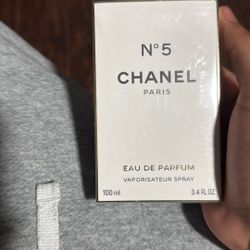 N°5
CHANEL
PARIS
EAU DE PARFUM
VAPORISATEUR SPRAY
100 ml 3.4 FL. OZ